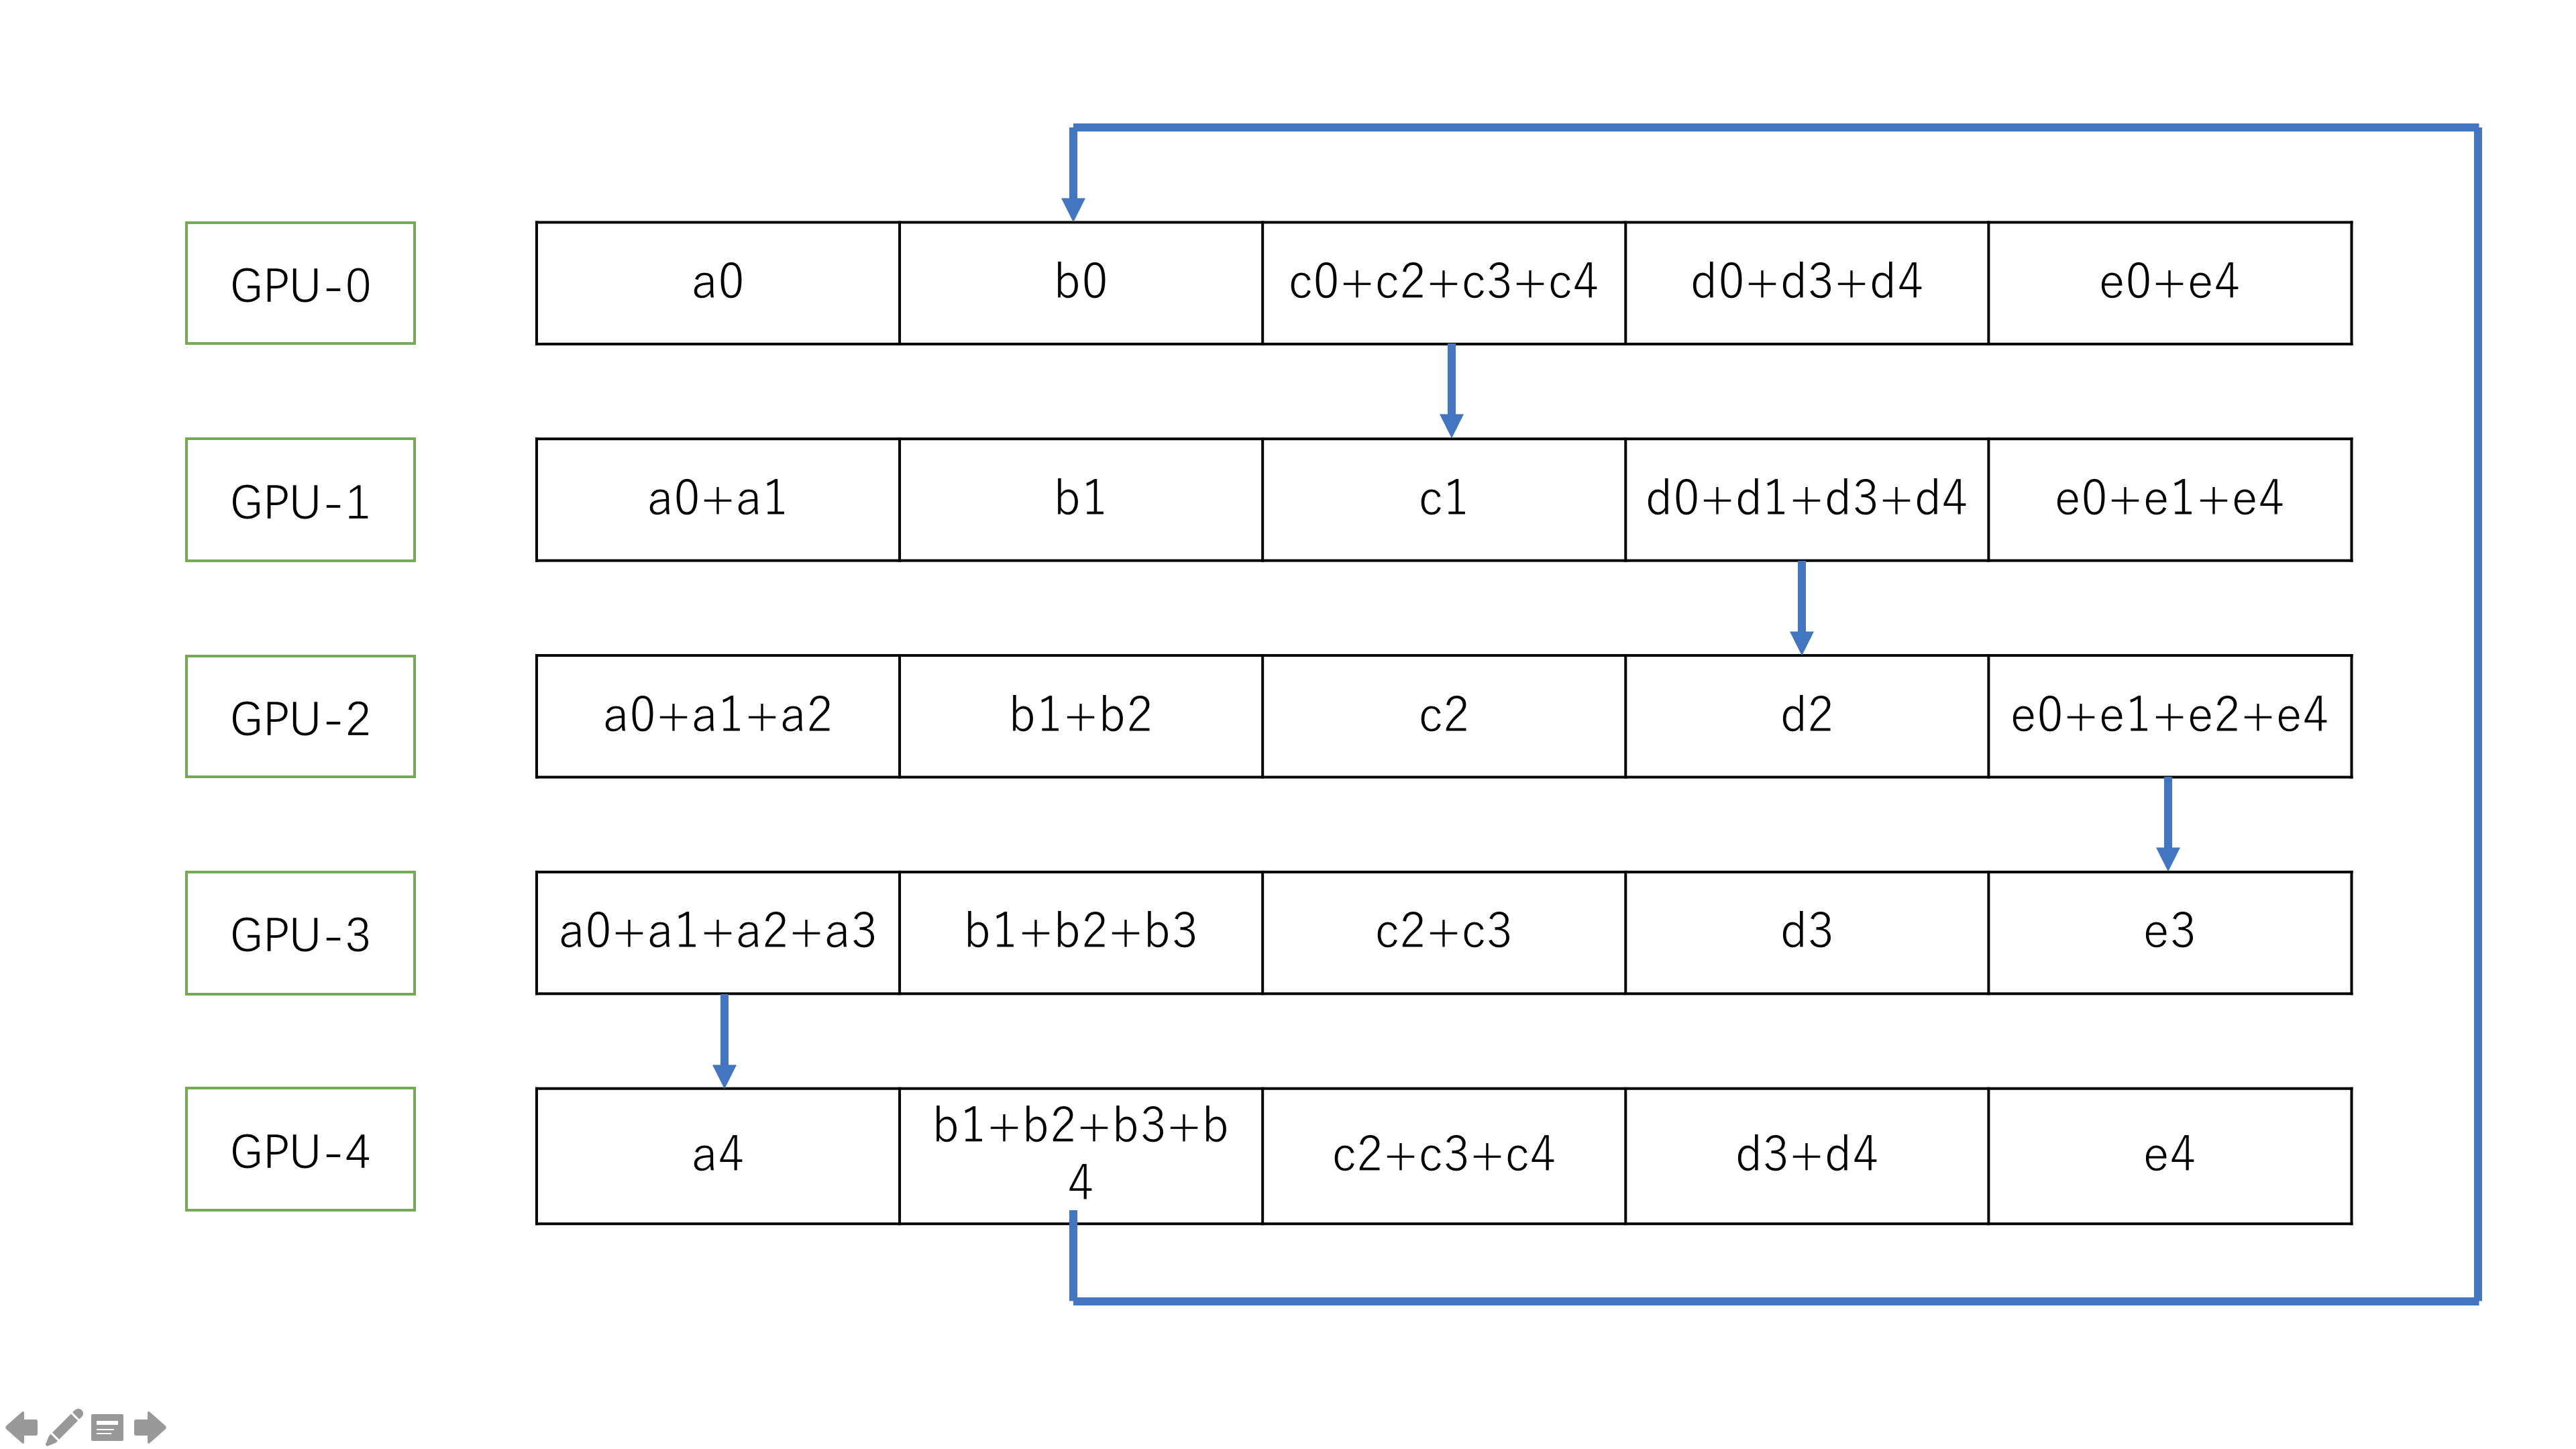 GPU-0
a0
b0
c0+c2+c3+c4
d0+d3+d4
e0+e4
GPU-1
a0+a1
b1
c1
d0+d1+d3+d4
e0+e1+e4
GPU-2
a0+a1+a2
b1+b2
c2
d2
e0+e1+e2+e4
GPU-3
a0+a1+a2+a3
b1+b2+b3
c2+c3
d3
e3
GPU-4
a4
b1+b2+b3+b
4
c2+c3+c4
d3+d4
e4